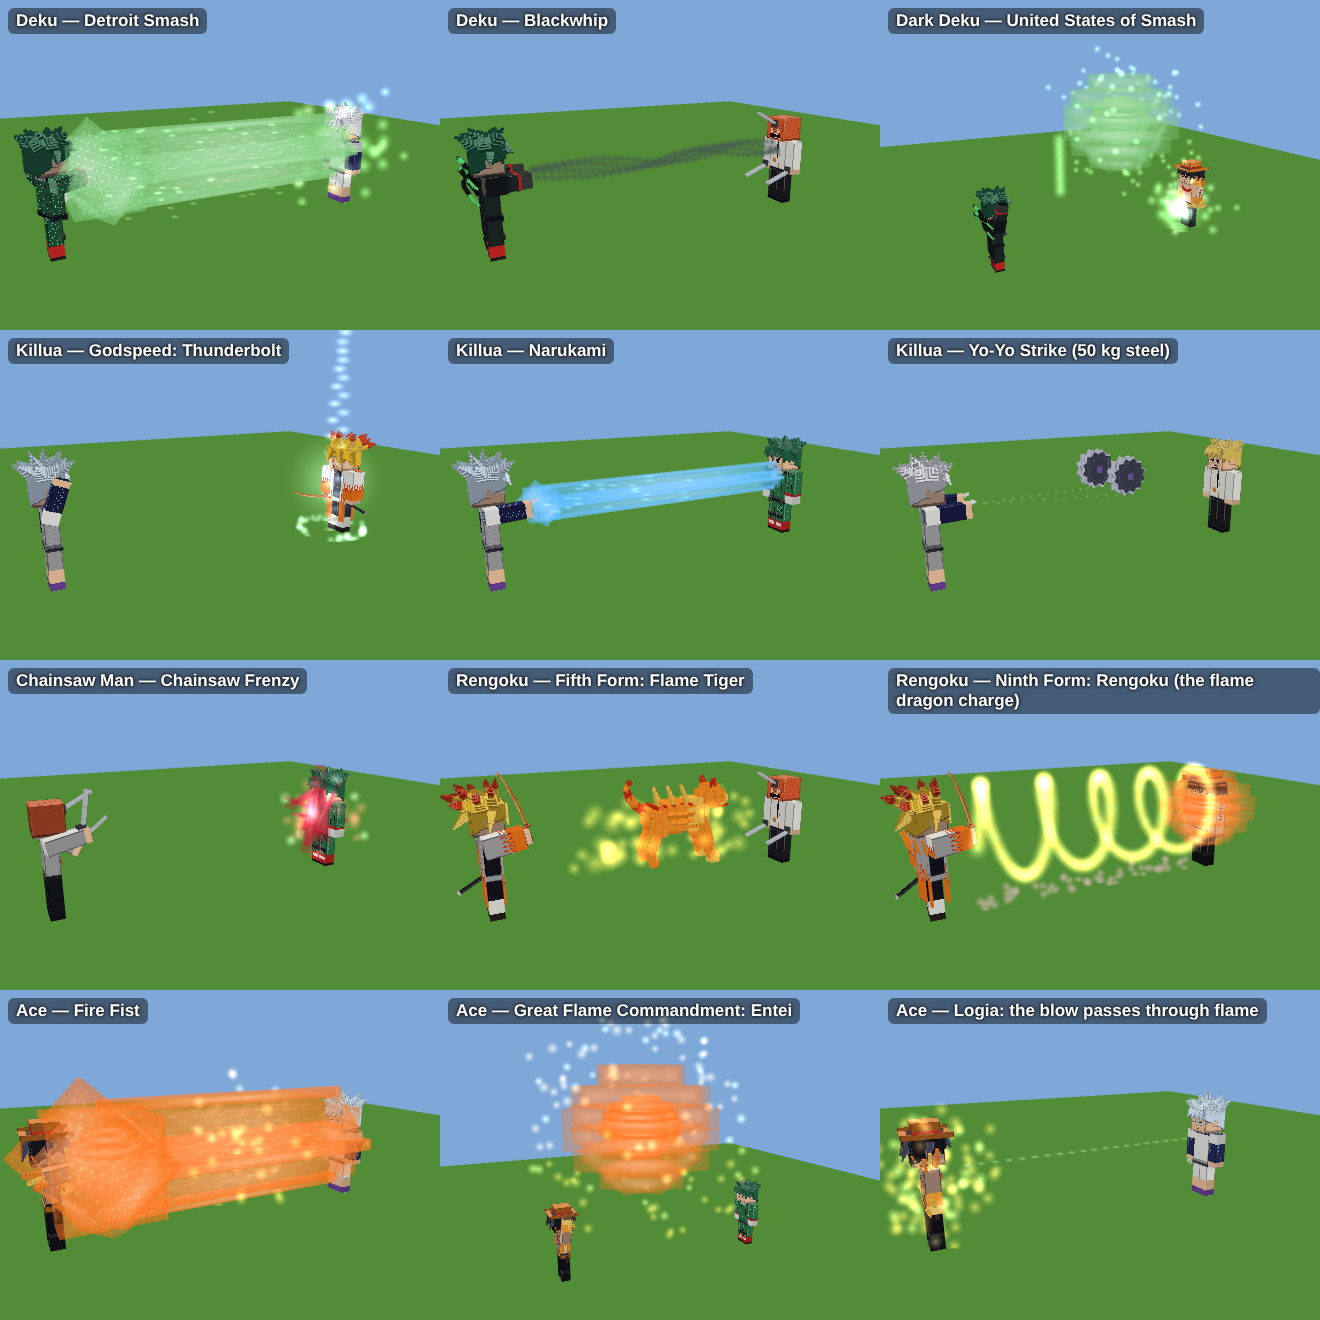 Deku — Detroit Smash
Deku — Blackwhip
Dark Deku — United States of Smash
Killua — Godspeed: Thunderbolt
Killua — Narukami
Killua — Yo-Yo Strike (50 kg steel)
Chainsaw Man — Chainsaw Frenzy
Rengoku — Fifth Form: Flame Tiger
Rengoku — Ninth Form: Rengoku (the flame
dragon charge)
Ace — Fire Fist
Ace — Great Flame Commandment: Entei
Ace — Logia: the blow passes through flame